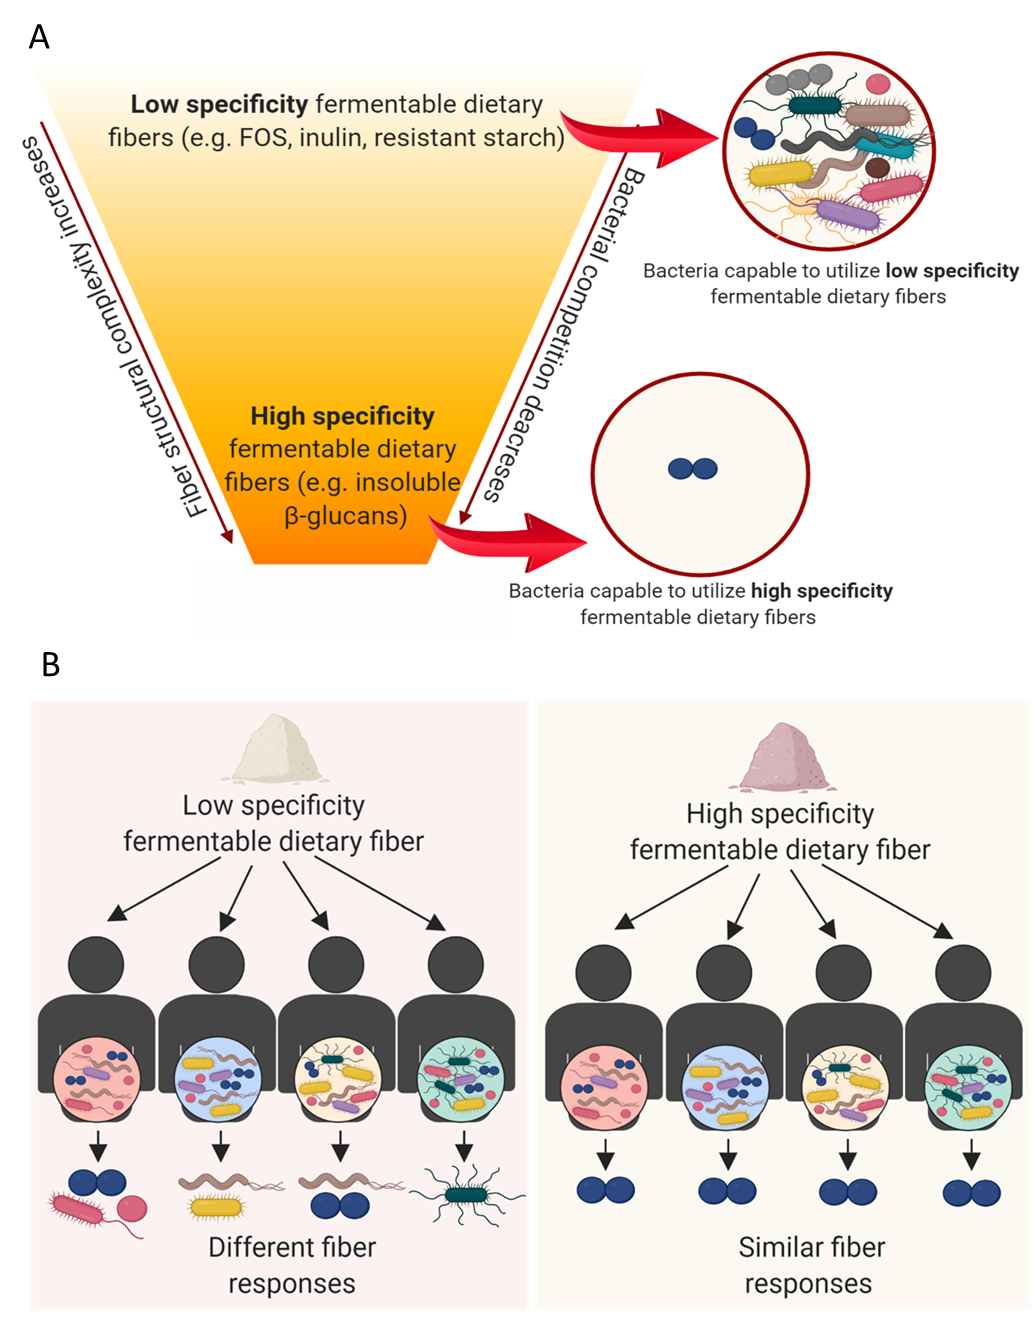 A
Low specificity fermentable dietary
fibers (e.g. FOS, inulin, resistant starch)
Fiber structural complexity increases
Bacterial competition deacreses
Bacteria capable to utilize low specificity
fermentable dietary fibers
High specificity
fermentable dietary
fibers (e.g. insoluble
β-glucans)
Bacteria capable to utilize high specificity
fermentable dietary fibers
B
Low specificity
fermentable dietary fiber
Different fiber
responses
High specificity
fermentable dietary fiber
Similar fiber
responses